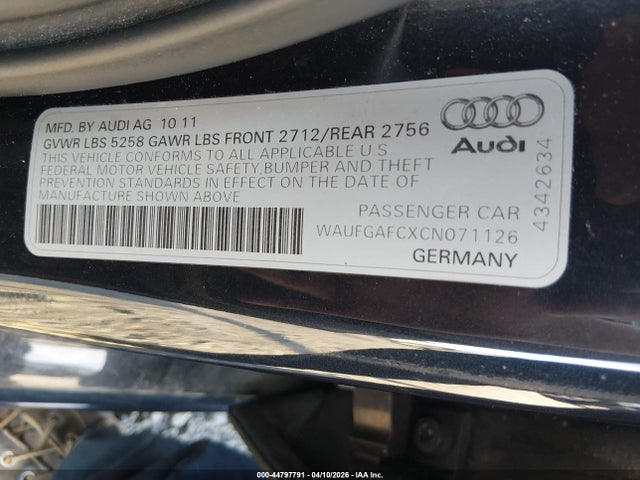 MFD. BY AUDI AG 10 11
GVWR LBS 5258 GAWR LBS FRONT 2712/REAR 2756
THIS VEHICLE CONFORMS TO ALL APPLICABLE U.S.
FEDERAL MOTOR VEHICLE SAFETY, BUMPER AND THEFT
PREVENTION STANDARDS IN EFFECT ON THE DATE OF
MANUFACTURE SHOWN ABOVE
Audi
4342634
PASSENGER CAR
WAUFGAFCXCN071126
GERMANY
000-44797791 - 04/10/2026 - IAA Inc.